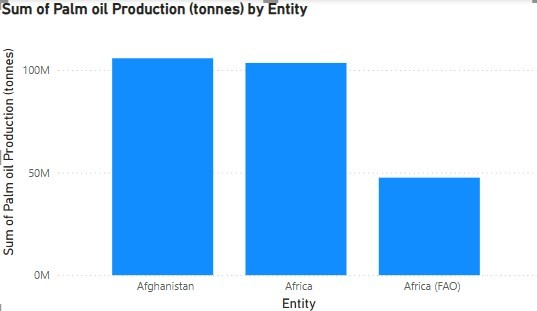 Sum of Palm oil Production (tonnes) by Entity
Sum of Palm oil Production (tonnes)
100M
50M
0M
Afghanistan
Africa
Africa (FAO)
Entity